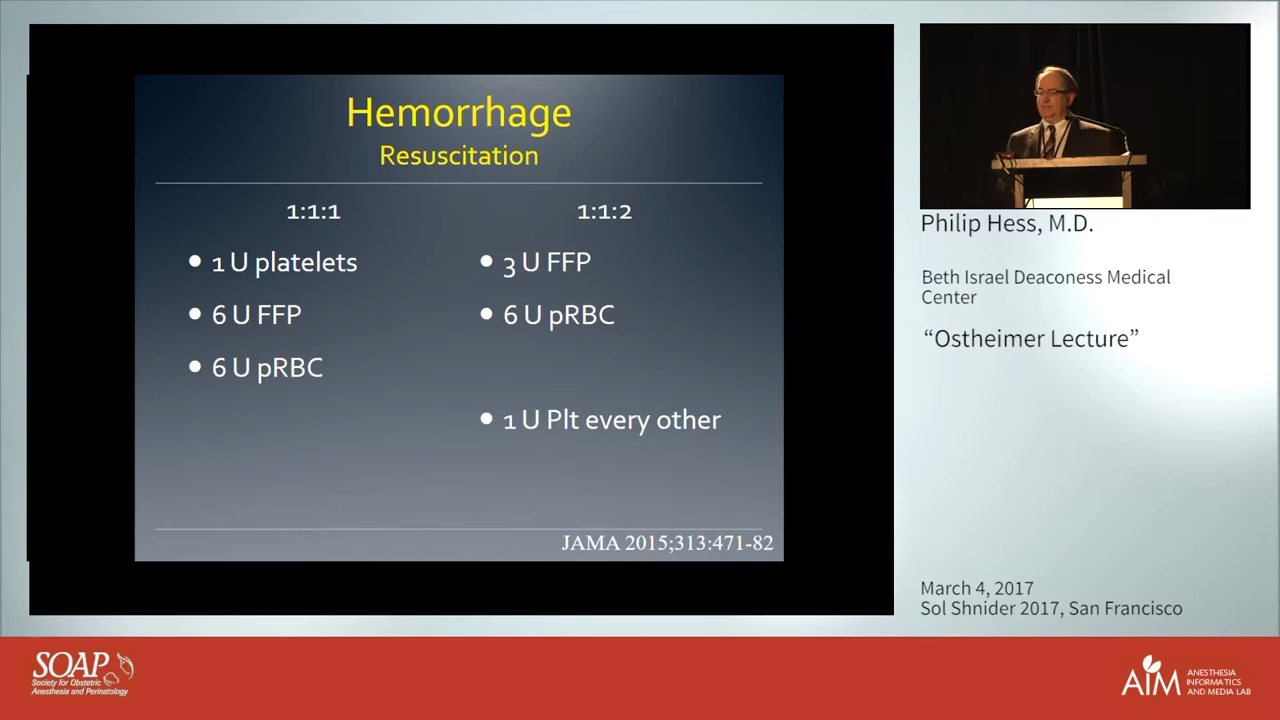 Hemorrhage
Resuscitation
1:1:1
• 1 U platelets
• 6 U FFP
• 6 U pRBC
1:1:2
• 3 U FFP
• 6 U pRBC
• 1 U Plt every other
JAMA 2015;313:471-82
Philip Hess, M.D.
Beth Israel Deaconess Medical
Center
“Ostheimer Lecture”
March 4, 2017
Sol Shnider 2017, San Francisco
SOAP
Society for Obstetric
Anesthesia and Perinatology
AIM
ANESTHESIA
INFORMATICS
AND MEDIA LAB